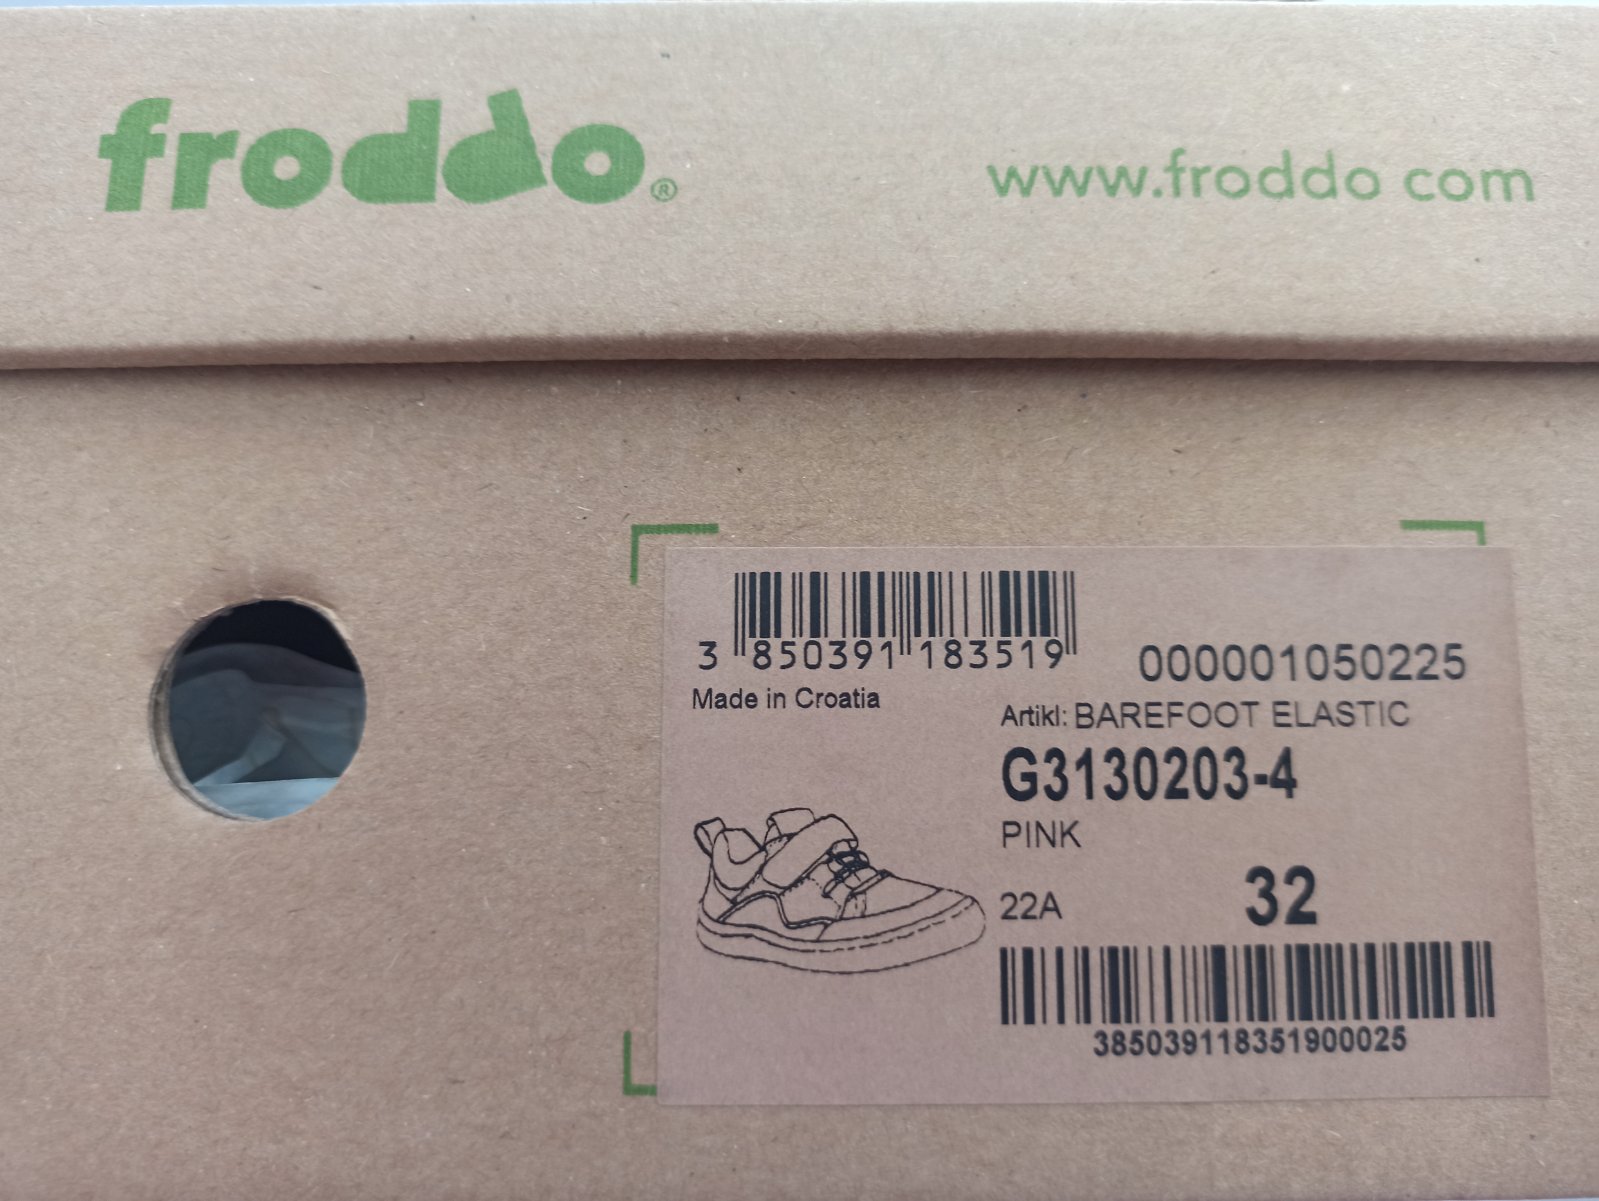 froddo®
www.froddo com
3 850391 183519
Made in Croatia
000001050225
Artikl: BAREFOOT ELASTIC
G3130203-4
PINK
22A
32
385039118351900025